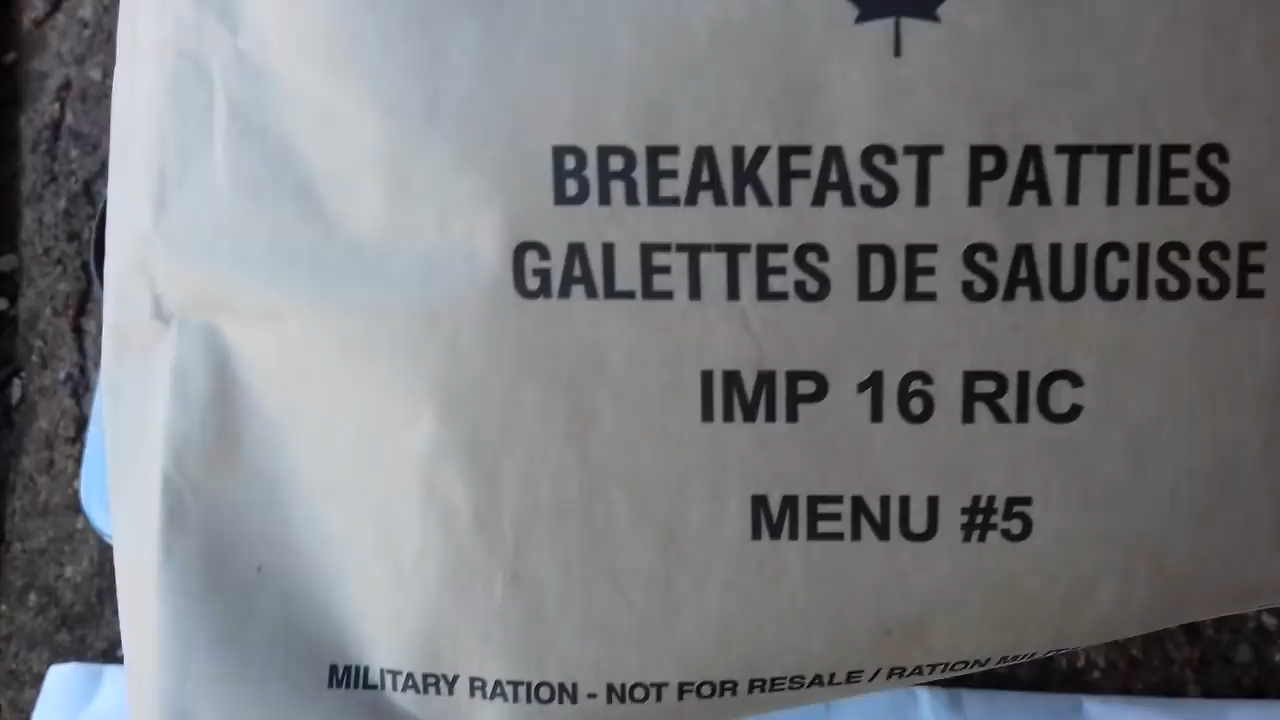 BREAKFAST PATTIES
GALETTES DE SAUCISSE
IMP 16 RIC
MENU #5
MILITARY RATION - NOT FOR RESALE / RATION